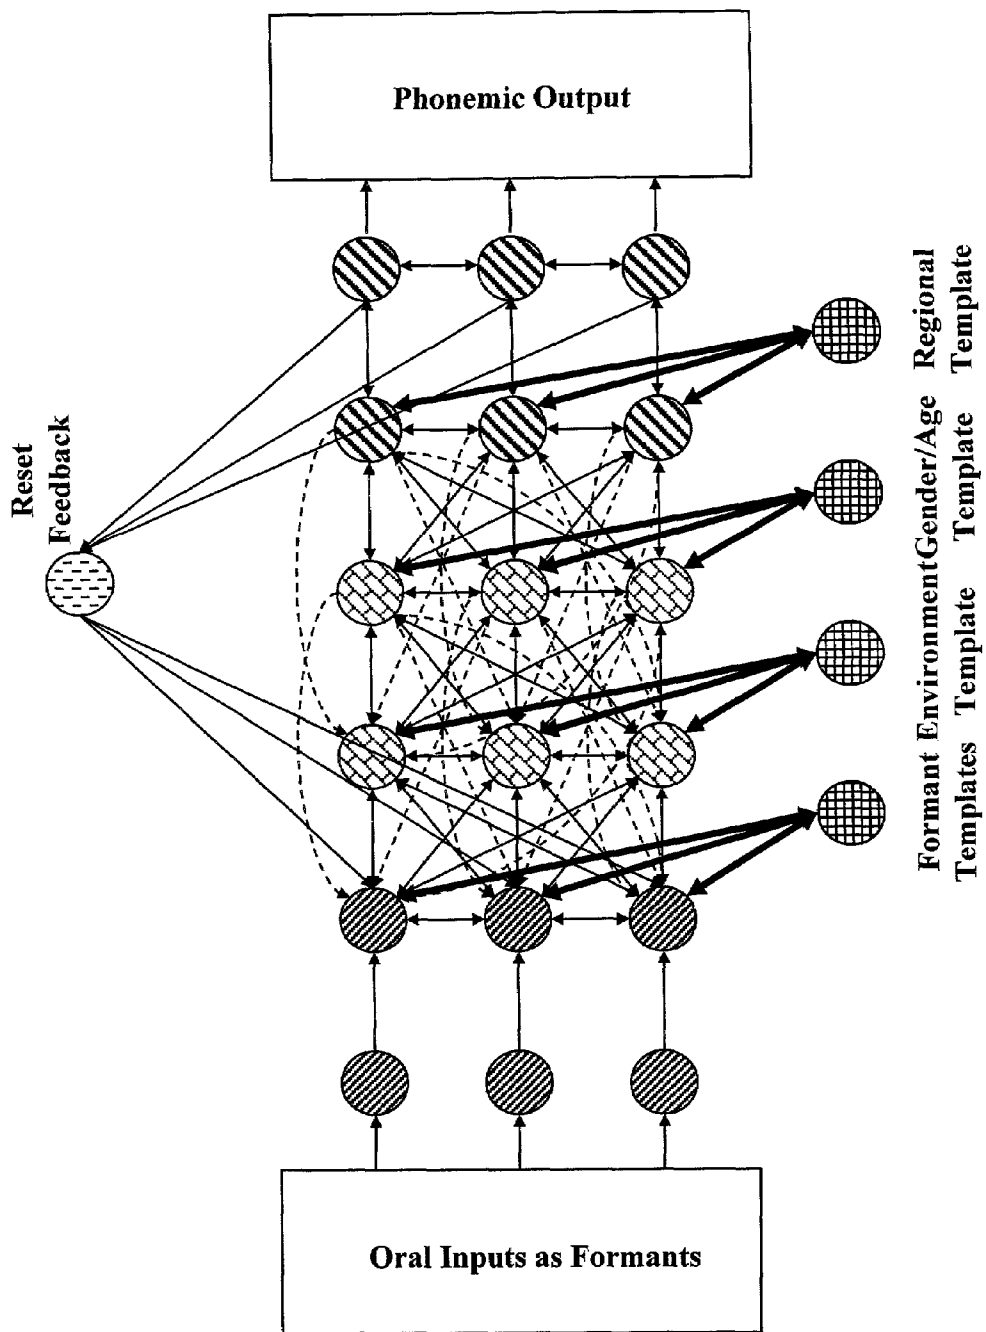 Phonemic Output
Reset
Feedback
Formant Environment Gender/Age Regional
Templates Template Template Template
Oral Inputs as Formants